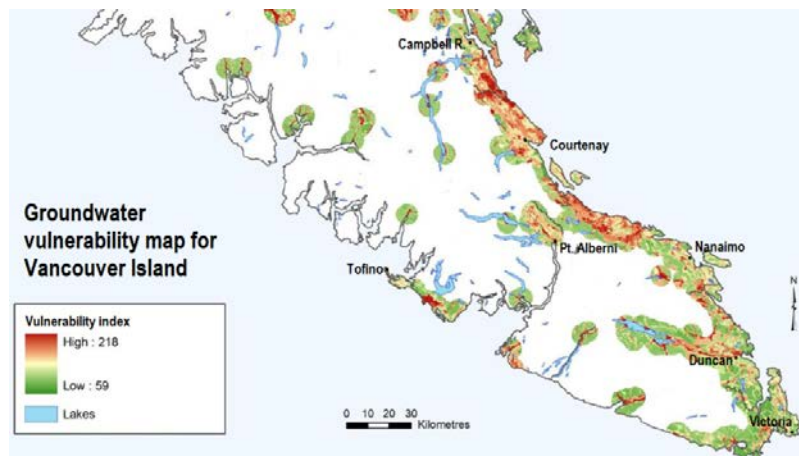 Campbell R.
Courtenay
Groundwater
vulnerability map for
Vancouver Island
Tofino
Pt. Alberni
Nanaimo
N
Vulnerability index
High : 218
Low : 59
Lakes
0 10 20 30
Kilometres
Duncan
Victoria